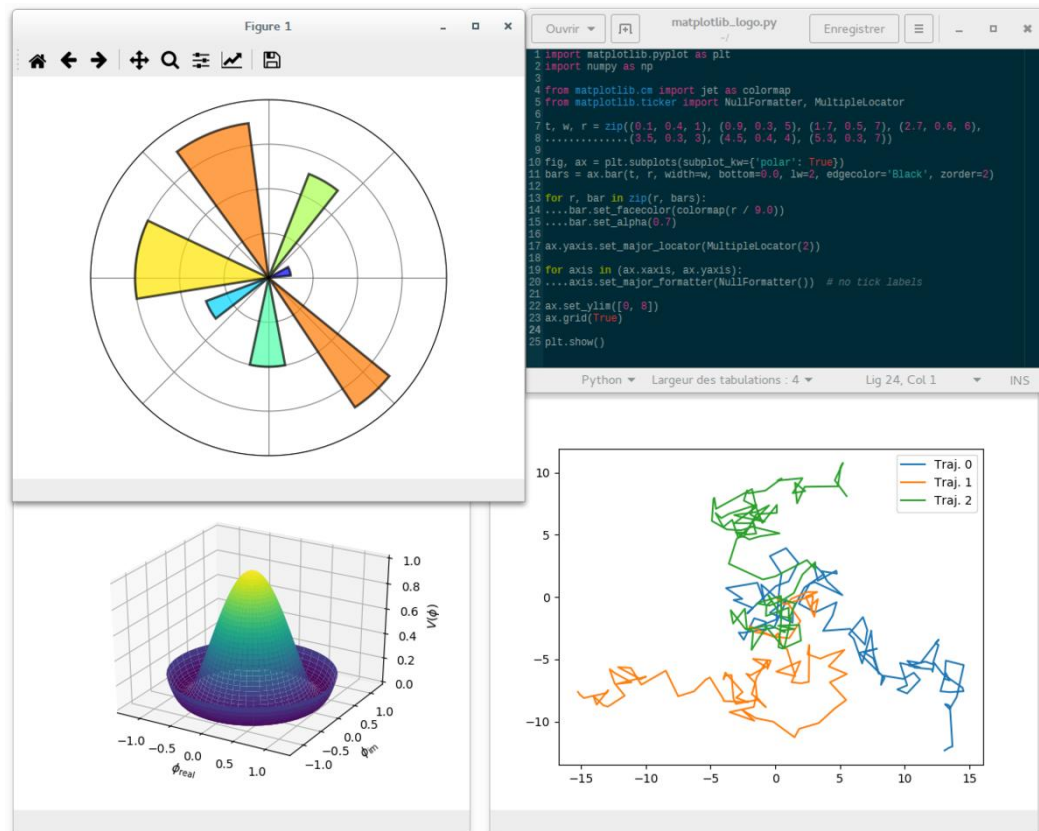 Figure 1
Ouvrir
matplotlib_logo.py
~/
Enregistrer
1 import matplotlib.pyplot as plt
2 import numpy as np
3
4 from matplotlib.cm import jet as colormap
5 from matplotlib.ticker import NullFormatter, MultipleLocator
6
7 t, w, r = zip((0.1, 0.4, 1), (0.9, 0.3, 5), (1.7, 0.5, 7), (2.7, 0.6, 6),
8 ..............(3.5, 0.3, 3), (4.5, 0.4, 4), (5.3, 0.3, 7))
9
10 fig, ax = plt.subplots(subplot_kw={'polar': True})
11 bars = ax.bar(t, r, width=w, bottom=0.0, lw=2, edgecolor='Black', zorder=2)
12
13 for r, bar in zip(r, bars):
14 ....bar.set_facecolor(colormap(r / 9.0))
15 ....bar.set_alpha(0.7)
16
17 ax.yaxis.set_major_locator(MultipleLocator(2))
18
19 for axis in (ax.xaxis, ax.yaxis):
20 ....axis.set_major_formatter(NullFormatter())  # no tick labels
21
22 ax.set_ylim([0, 8])
23 ax.grid(True)
24
25 plt.show()
Python
Largeur des tabulations : 4
Lig 24, Col 1
INS
1.0
0.8
0.6
0.4
0.2
0.0
V(ϕ)
−1.0 −0.5 0.0 0.5 1.0
ϕreal
−1.0 −0.5 0.0 0.5 1.0
ϕim
Traj. 0
Traj. 1
Traj. 2
10
5
0
−5
−10
−15 −10 −5 0 5 10 15